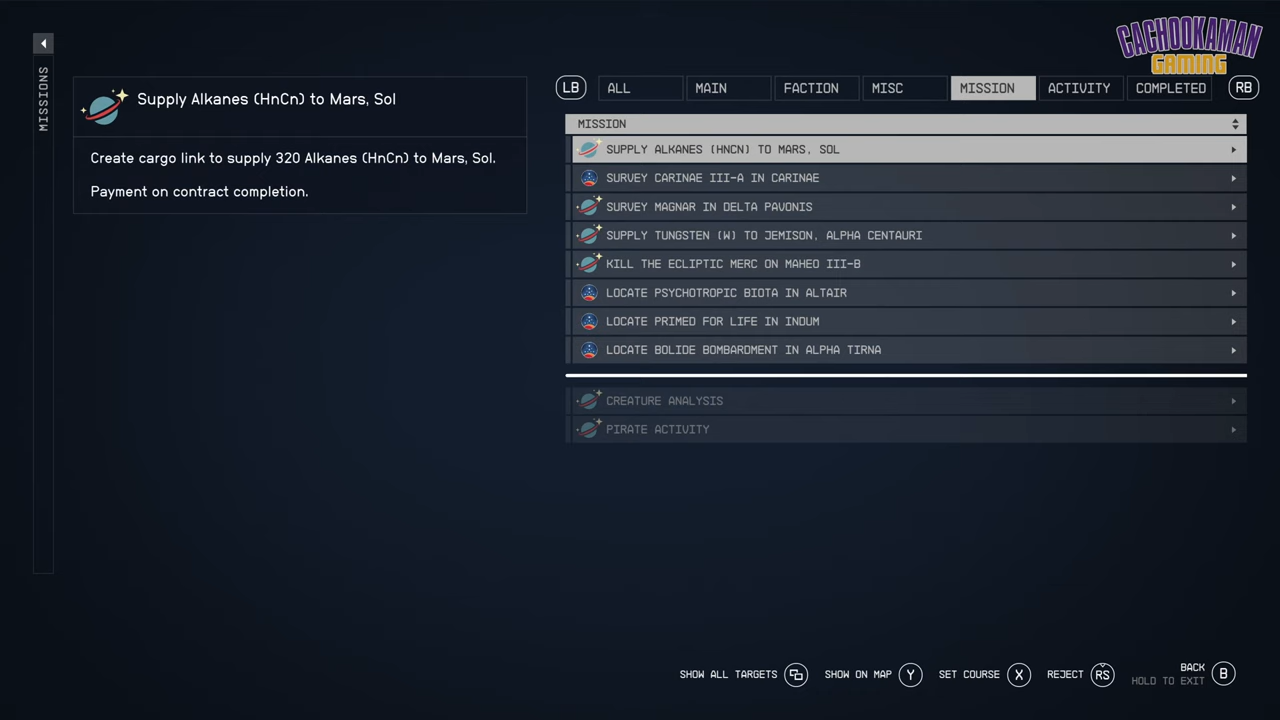 CACHOOKAMAN
GAMING
MISSIONS
Supply Alkanes (HnCn) to Mars, Sol
Create cargo link to supply 320 Alkanes (HnCn) to Mars, Sol.
Payment on contract completion.
LB ALL MAIN FACTION MISC MISSION ACTIVITY COMPLETED RB
MISSION
SUPPLY ALKANES (HNCN) TO MARS, SOL
SURVEY CARINAE III-A IN CARINAE
SURVEY MAGNAR IN DELTA PAVONIS
SUPPLY TUNGSTEN (W) TO JEMISON, ALPHA CENTAURI
KILL THE ECLIPTIC MERC ON MAHEO III-B
LOCATE PSYCHOTROPIC BIOTA IN ALTAIR
LOCATE PRIMED FOR LIFE IN INDUM
LOCATE BOLIDE BOMBARDMENT IN ALPHA TIRNA
CREATURE ANALYSIS
PIRATE ACTIVITY
SHOW ALL TARGETS SHOW ON MAP Y SET COURSE X REJECT RS BACK B
HOLD TO EXIT